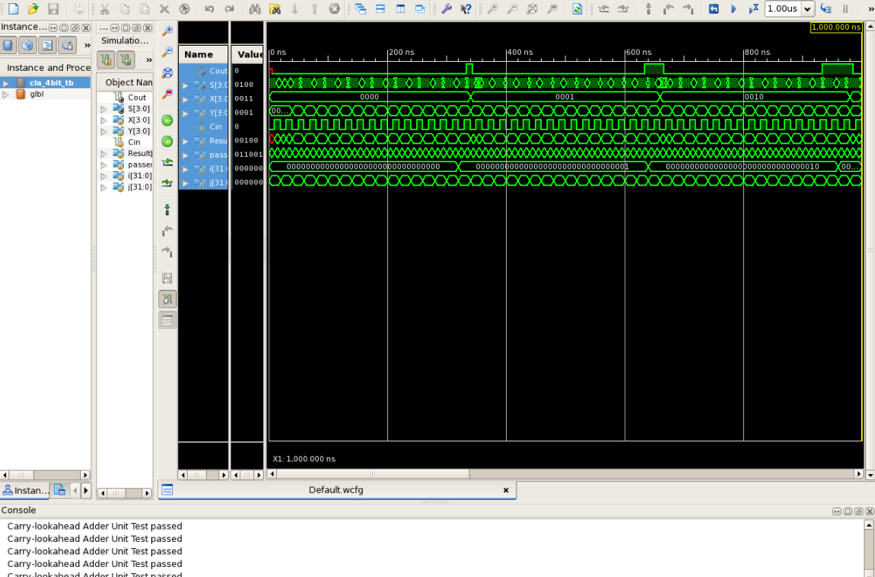 1.00us
»
Instance...
Simulatio...
1,000.000 ns
»
»
Instance and Proce
Object Nan
Name
Value
0 ns
200 ns
400 ns
600 ns
800 ns
cla_4bit_tb
glbl
Cout
S[3:0]
X[3:0]
Y[3:0]
Cin
Result[
passed
i[31:0]
j[31:0]
Cout
0
S[3:0
0100
X[3:0
0011
0000
0001
0010
Y[3:0
0001
00...
Cin
0
Resu
00100
pass
011001
i[31:
000000
00000000000000000000000000000000
00000000000000000000000000000001
00000000000000000000000000000010
00...
j[31:(
000000
X1: 1,000.000 ns
Instan...
Default.wcfg
Console
Carry-lookahead Adder Unit Test passed
Carry-lookahead Adder Unit Test passed
Carry-lookahead Adder Unit Test passed
Carry-lookahead Adder Unit Test passed
Carry-lookahead Adder Unit Test passed